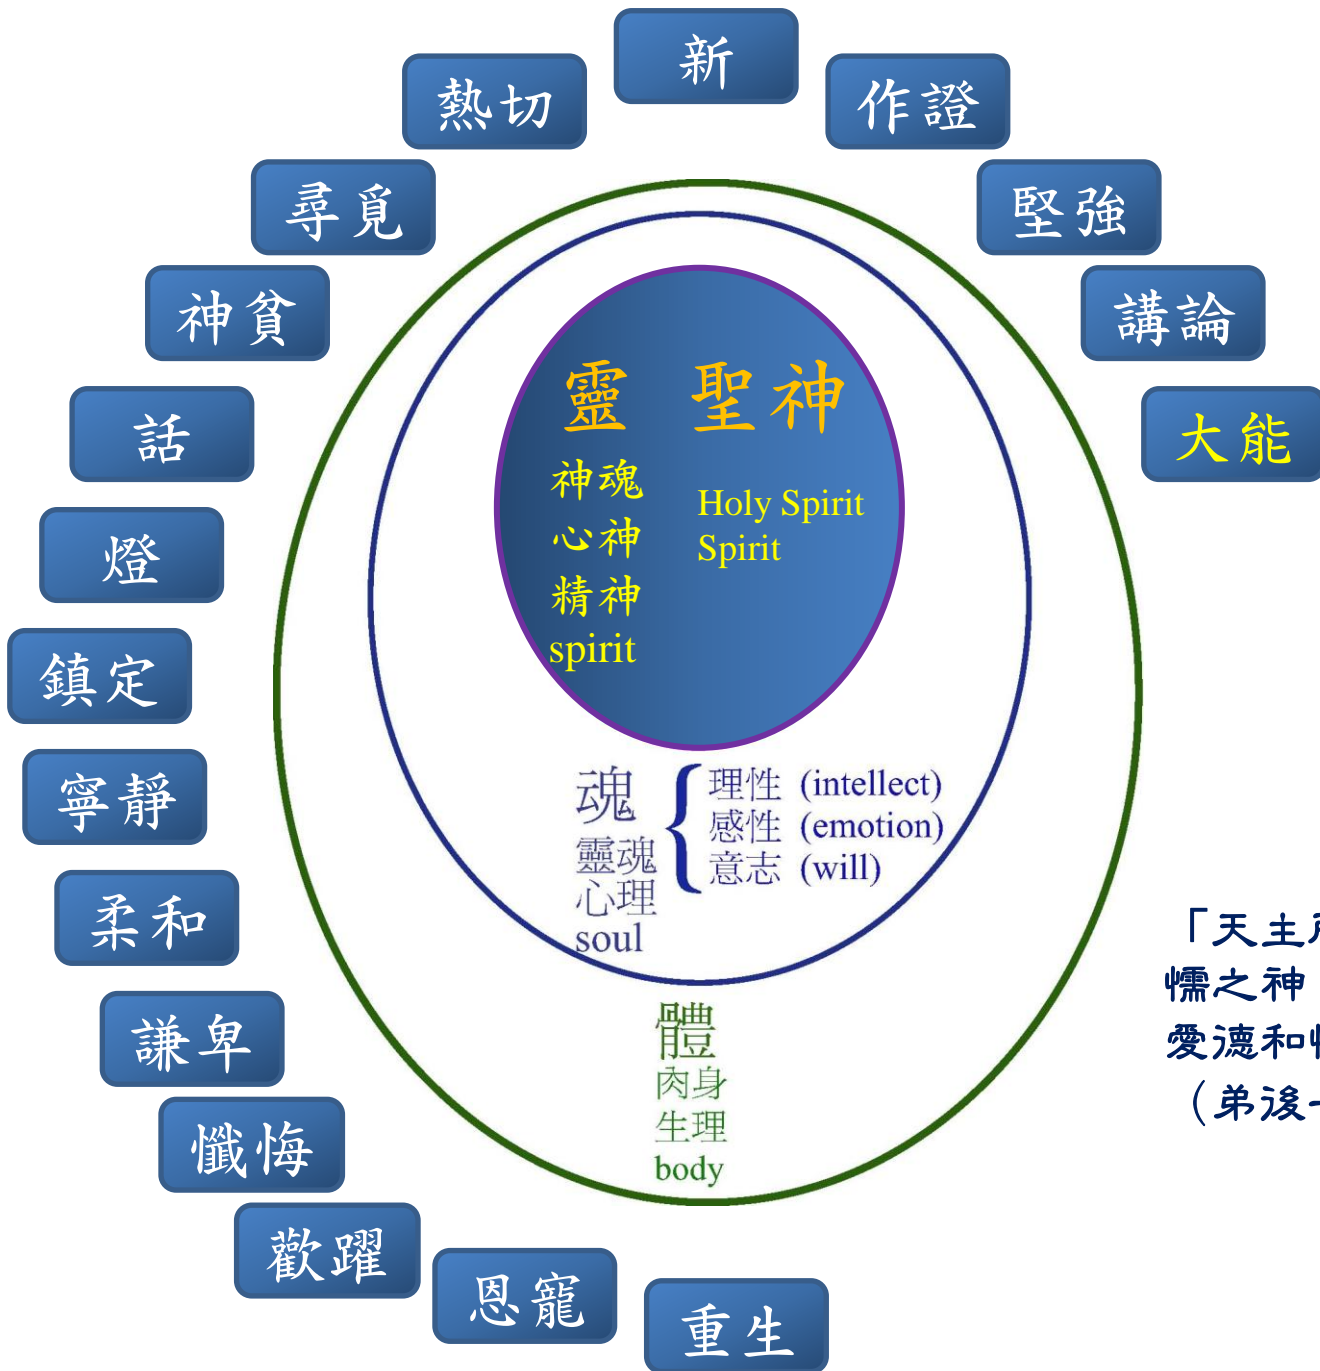 新
熱切
作證
尋覓
堅強
神貧
講論
話
大能
燈
鎮定
寧靜
柔和
謙卑
懺悔
歡躍
恩寵
重生
靈 聖神
神魂
心神
精神
spirit
Holy Spirit
Spirit
魂
靈魂
心理
soul
理性 (intellect)
感性 (emotion)
意志 (will)
體
肉身
生理
body
「天主
懦之神
愛德和
（弟後